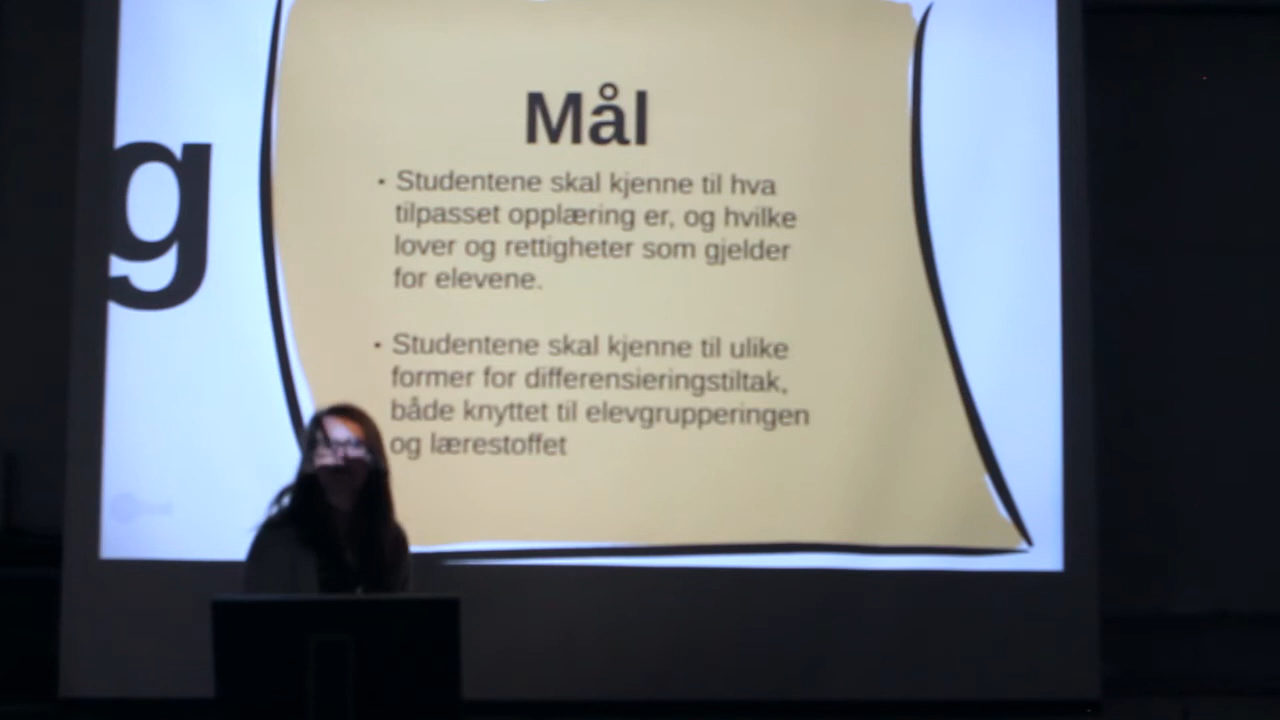 g
Mål
• Studentene skal kjenne til hva
tilpasset opplæring er, og hvilke
lover og rettigheter som gjelder
for elevene.
• Studentene skal kjenne til ulike
former for differensieringstiltak,
både knyttet til elevgrupperingen
og lærestoffet